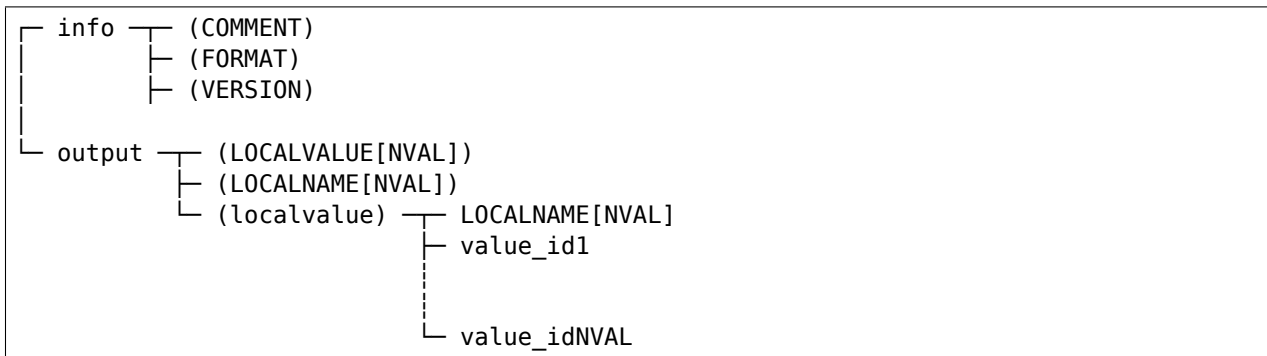 info (COMMENT)
(FORMAT)
(VERSION)
output (LOCALVALUE[NVAL])
(LOCALNAME[NVAL])
(localvalue) LOCALNAME[NVAL]
value_id1
value_idNVAL